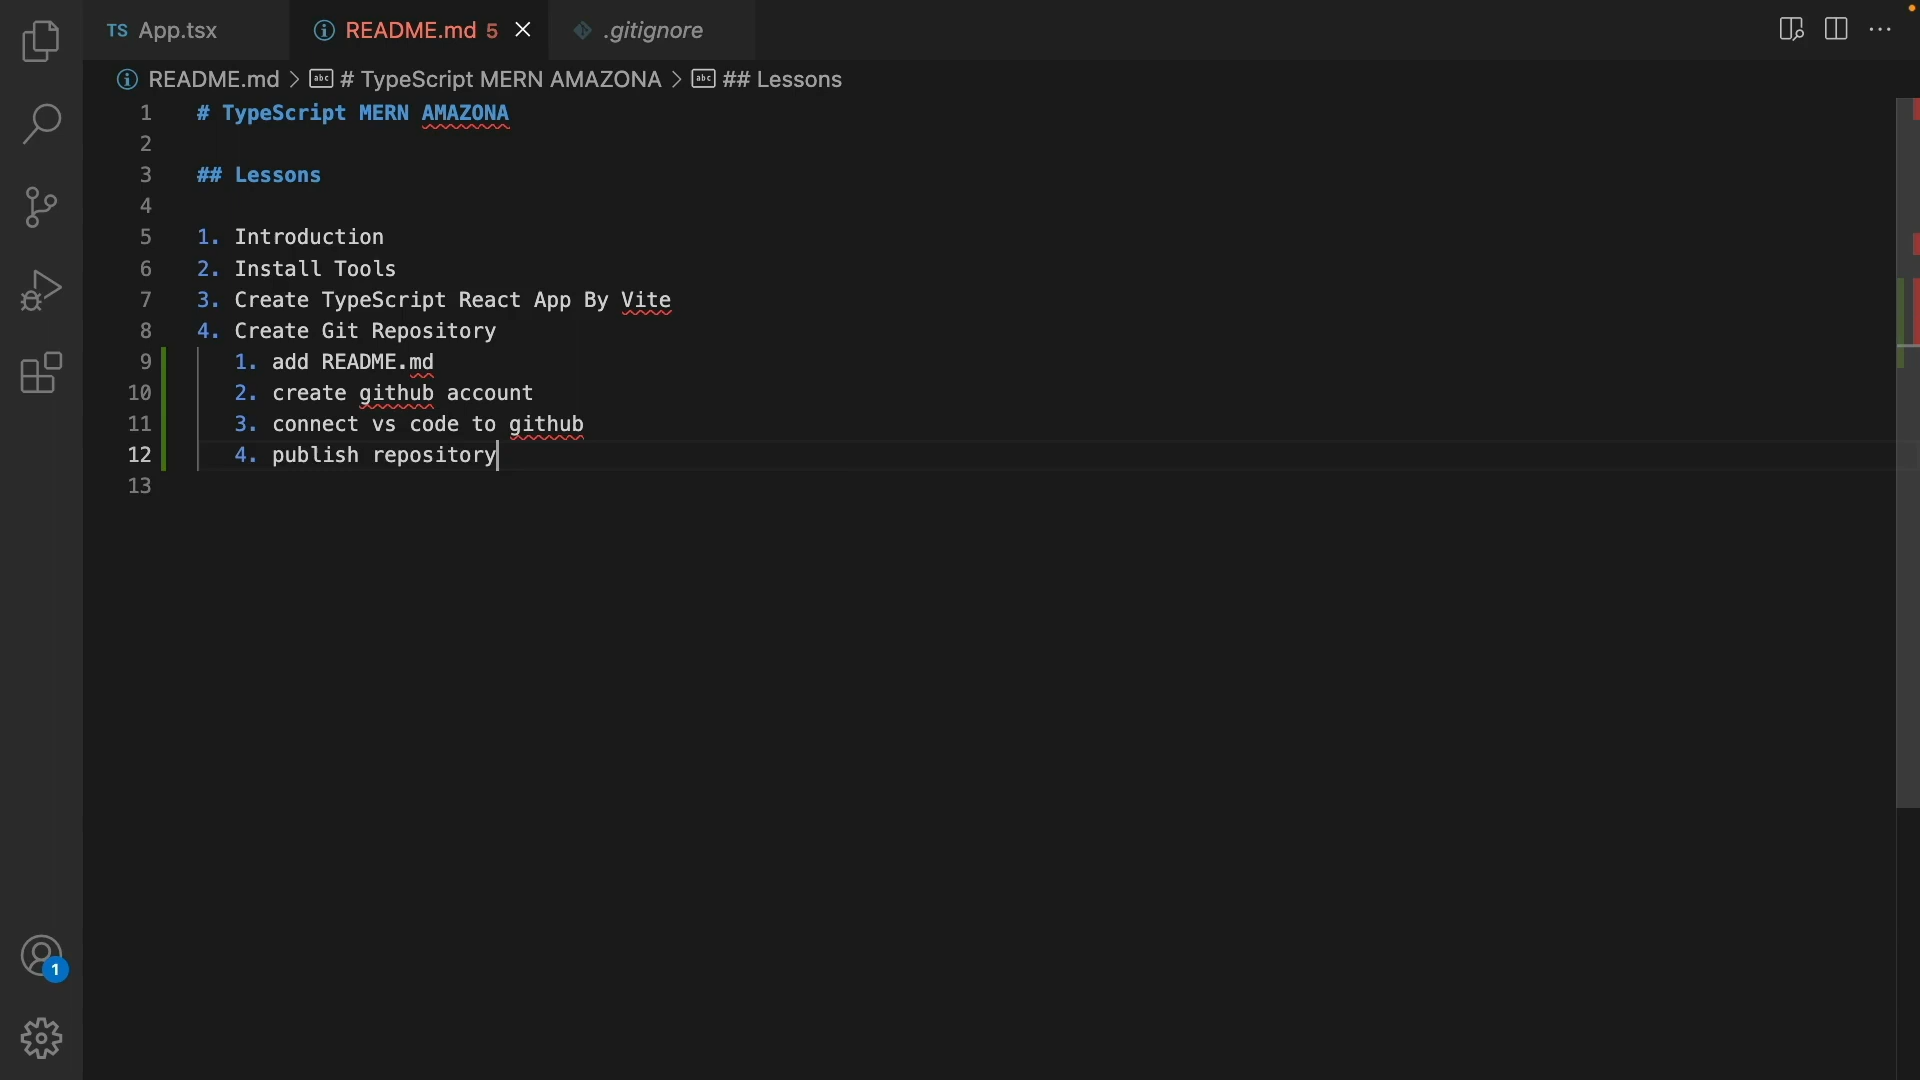 TS App.tsx
README.md 5
.gitignore
README.md > # TypeScript MERN AMAZONA > ## Lessons
1 # TypeScript MERN AMAZONA
2
3 ## Lessons
4
5 1. Introduction
6 2. Install Tools
7 3. Create TypeScript React App By Vite
8 4. Create Git Repository
9 1. add README.md
10 2. create github account
11 3. connect vs code to github
12 4. publish repository
13
1